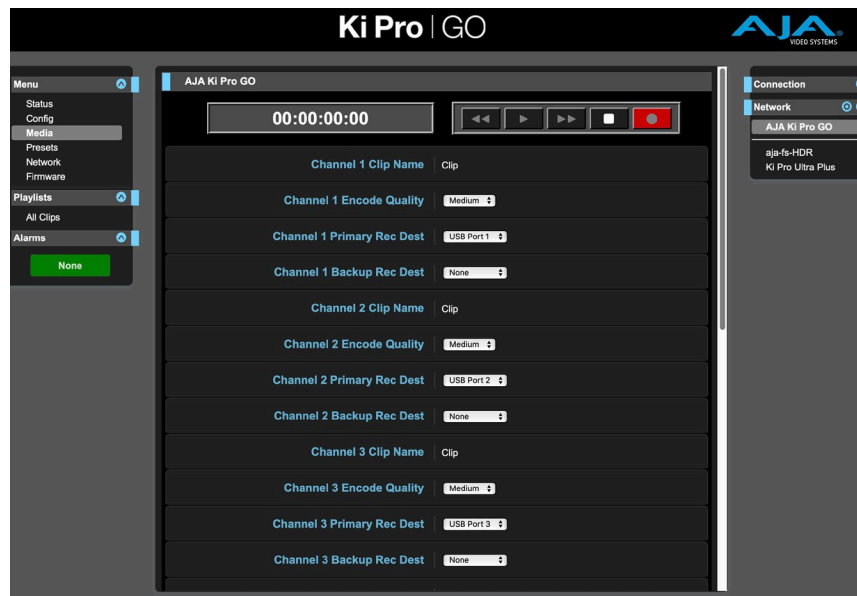 Ki Pro | GO
AJA
VIDEO SYSTEMS
Menu
Status
Config
Media
Presets
Network
Firmware
Playlists
All Clips
Alarms
None
AJA Ki Pro GO
00:00:00:00
Channel 1 Clip Name Clip
Channel 1 Encode Quality Medium
Channel 1 Primary Rec Dest USB Port 1
Channel 1 Backup Rec Dest None
Channel 2 Clip Name Clip
Channel 2 Encode Quality Medium
Channel 2 Primary Rec Dest USB Port 2
Channel 2 Backup Rec Dest None
Channel 3 Clip Name Clip
Channel 3 Encode Quality Medium
Channel 3 Primary Rec Dest USB Port 3
Channel 3 Backup Rec Dest None
Connection
Network
AJA Ki Pro GO
aja-fs-HDR
Ki Pro Ultra Plus